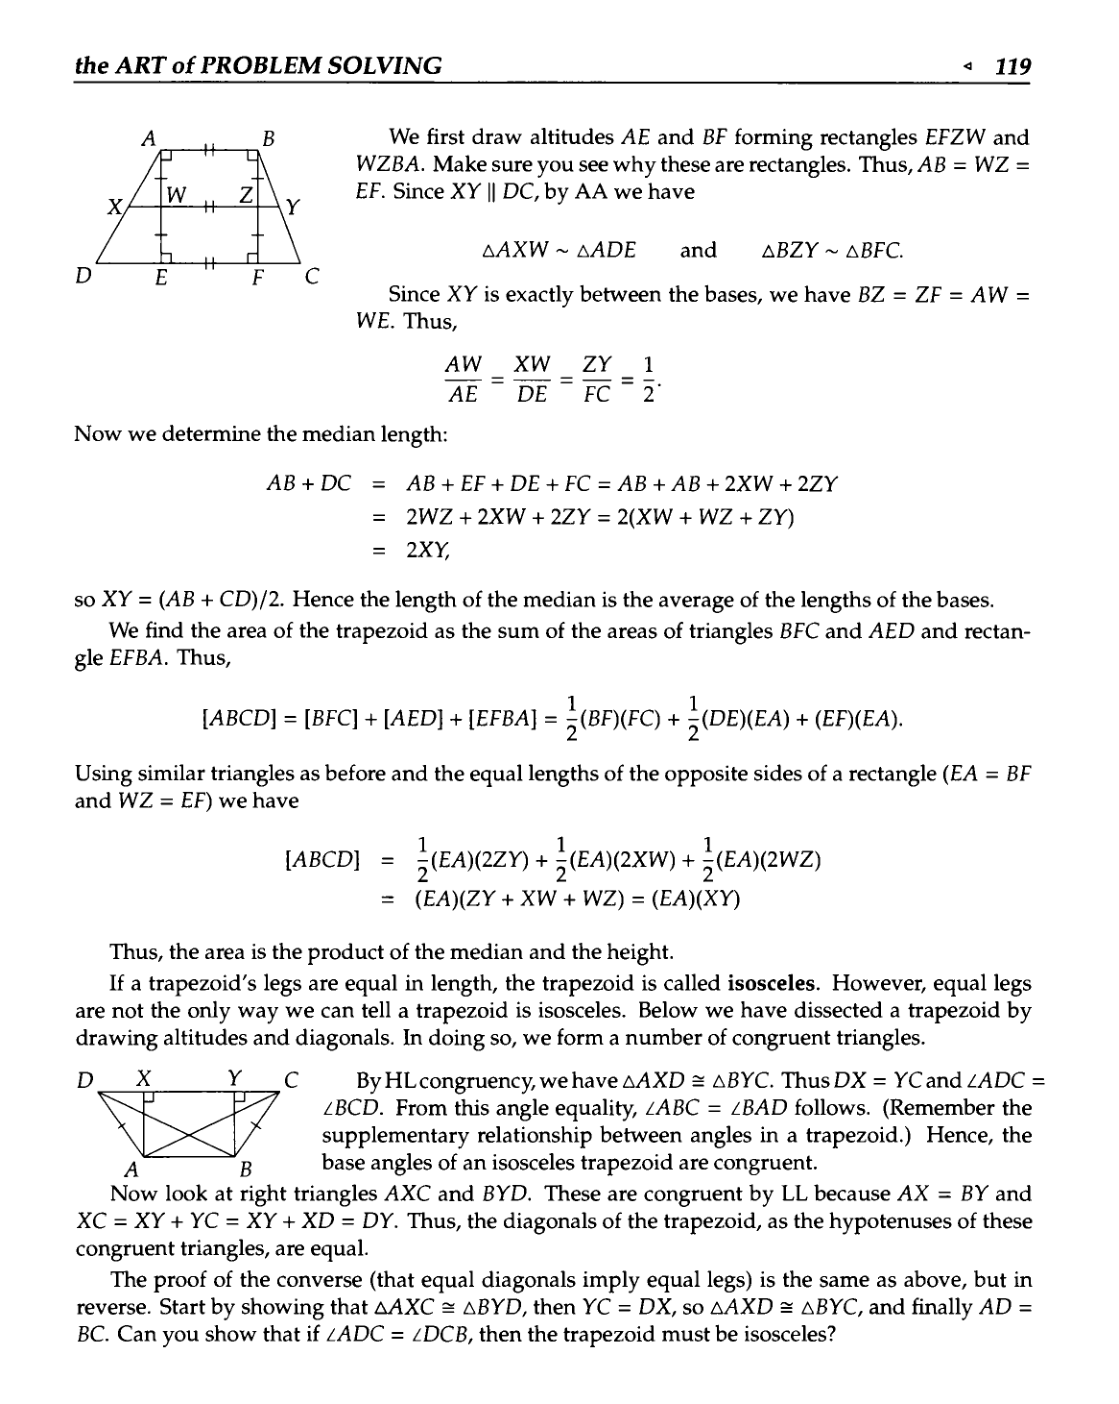 the ART of PROBLEM SOLVING ◃ 119
A B
X W Z Y
D E F C
We first draw altitudes AE and BF forming rectangles EFZW and
WZBA. Make sure you see why these are rectangles. Thus, AB = WZ =
EF. Since XY || DC, by AA we have
△AXW ~ △ADE and △BZY ~ △BFC.
Since XY is exactly between the bases, we have BZ = ZF = AW =
WE. Thus,
AW/AE = XW/DE = ZY/FC = 1/2.
Now we determine the median length:
AB + DC = AB + EF + DE + FC = AB + AB + 2XW + 2ZY
= 2WZ + 2XW + 2ZY = 2(XW + WZ + ZY)
= 2XY,
so XY = (AB + CD)/2. Hence the length of the median is the average of the lengths of the bases.
We find the area of the trapezoid as the sum of the areas of triangles BFC and AED and rectan-
gle EFBA. Thus,
[ABCD] = [BFC] + [AED] + [EFBA] = 1/2(BF)(FC) + 1/2(DE)(EA) + (EF)(EA).
Using similar triangles as before and the equal lengths of the opposite sides of a rectangle (EA = BF
and WZ = EF) we have
[ABCD] = 1/2(EA)(2ZY) + 1/2(EA)(2XW) + 1/2(EA)(2WZ)
= (EA)(ZY + XW + WZ) = (EA)(XY)
Thus, the area is the product of the median and the height.
If a trapezoid's legs are equal in length, the trapezoid is called isosceles. However, equal legs
are not the only way we can tell a trapezoid is isosceles. Below we have dissected a trapezoid by
drawing altitudes and diagonals. In doing so, we form a number of congruent triangles.
D X Y C
A B
By HL congruency, we have △AXD ≅ △BYC. Thus DX = YC and ∠ADC =
∠BCD. From this angle equality, ∠ABC = ∠BAD follows. (Remember the
supplementary relationship between angles in a trapezoid.) Hence, the
base angles of an isosceles trapezoid are congruent.
Now look at right triangles AXC and BYD. These are congruent by LL because AX = BY and
XC = XY + YC = XY + XD = DY. Thus, the diagonals of the trapezoid, as the hypotenuses of these
congruent triangles, are equal.
The proof of the converse (that equal diagonals imply equal legs) is the same as above, but in
reverse. Start by showing that △AXC ≅ △BYD, then YC = DX, so △AXD ≅ △BYC, and finally AD =
BC. Can you show that if ∠ADC = ∠DCB, then the trapezoid must be isosceles?